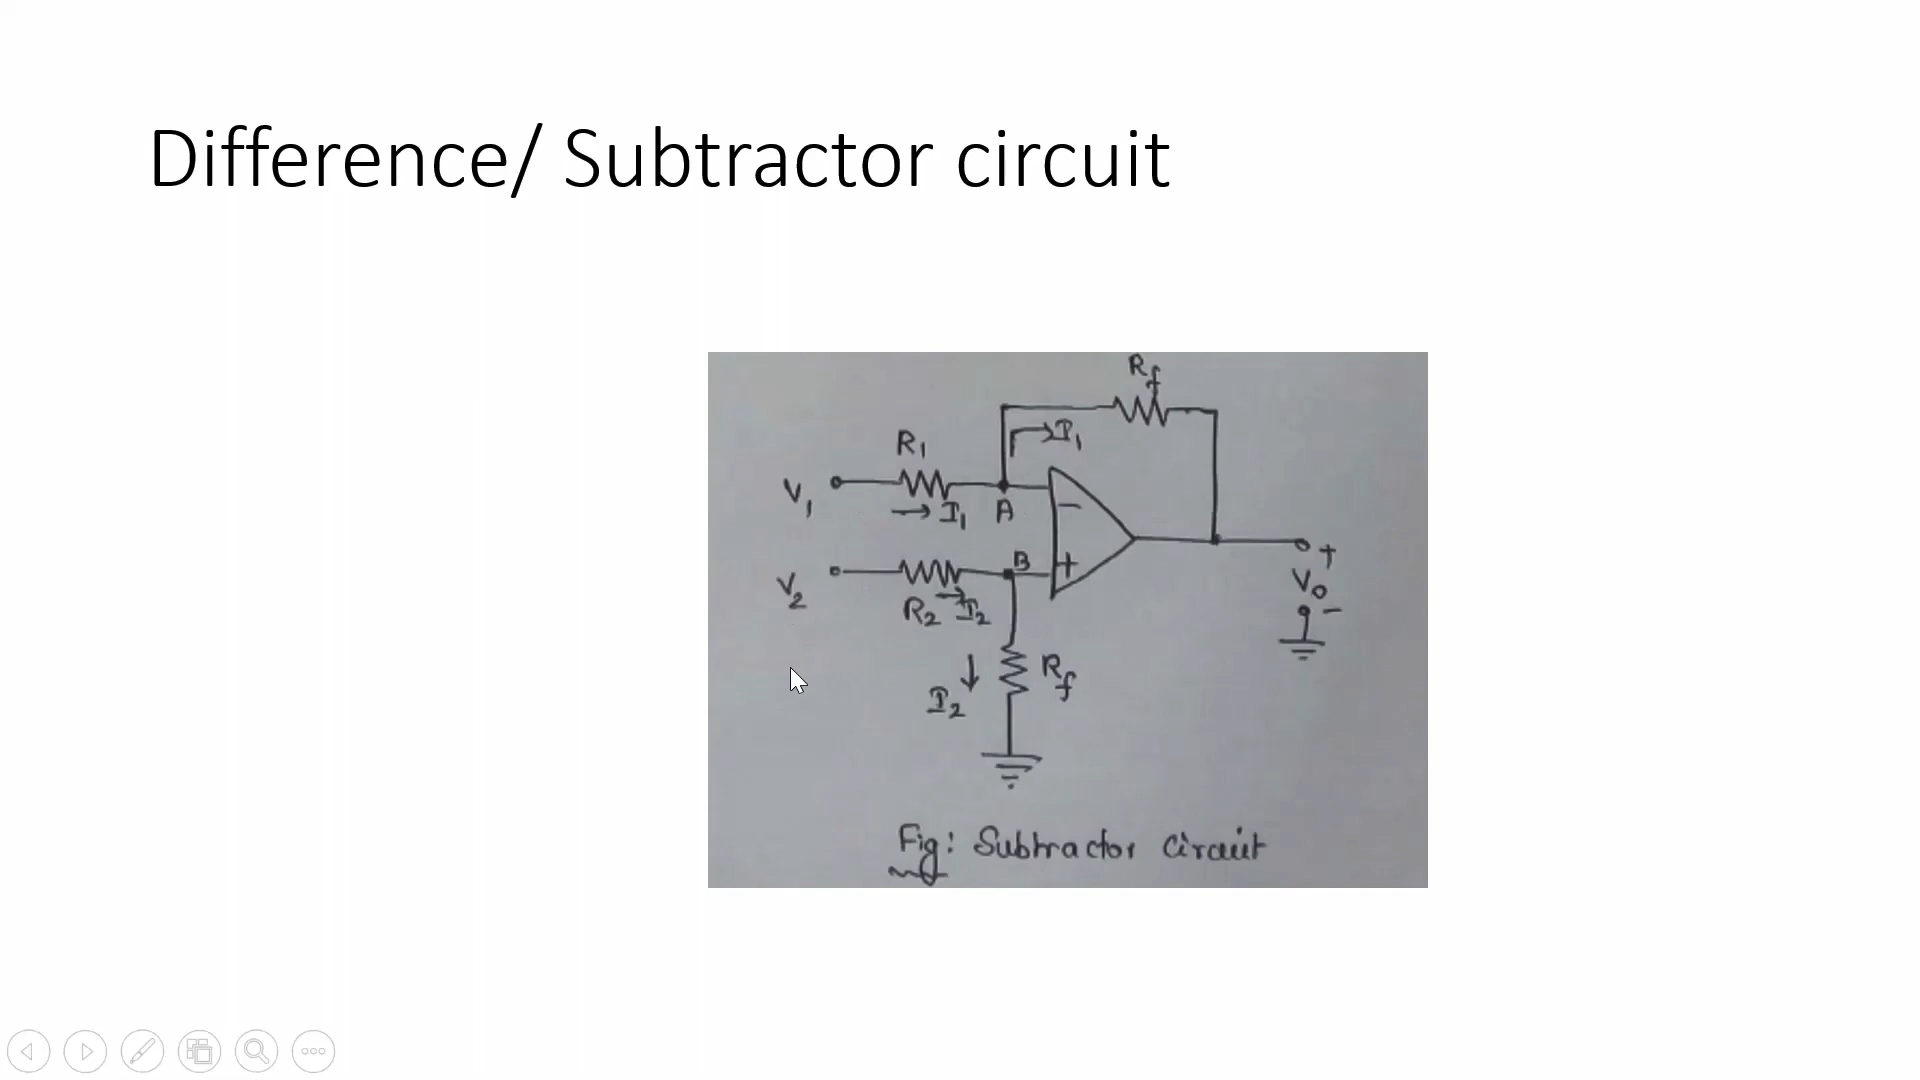 Difference/ Subtractor circuit
Rf
I1
R1
V1
I1
A
−
B
+
V2
R2
I2
+
Vo
−
I2
Rf
Fig: Subtractor Circuit